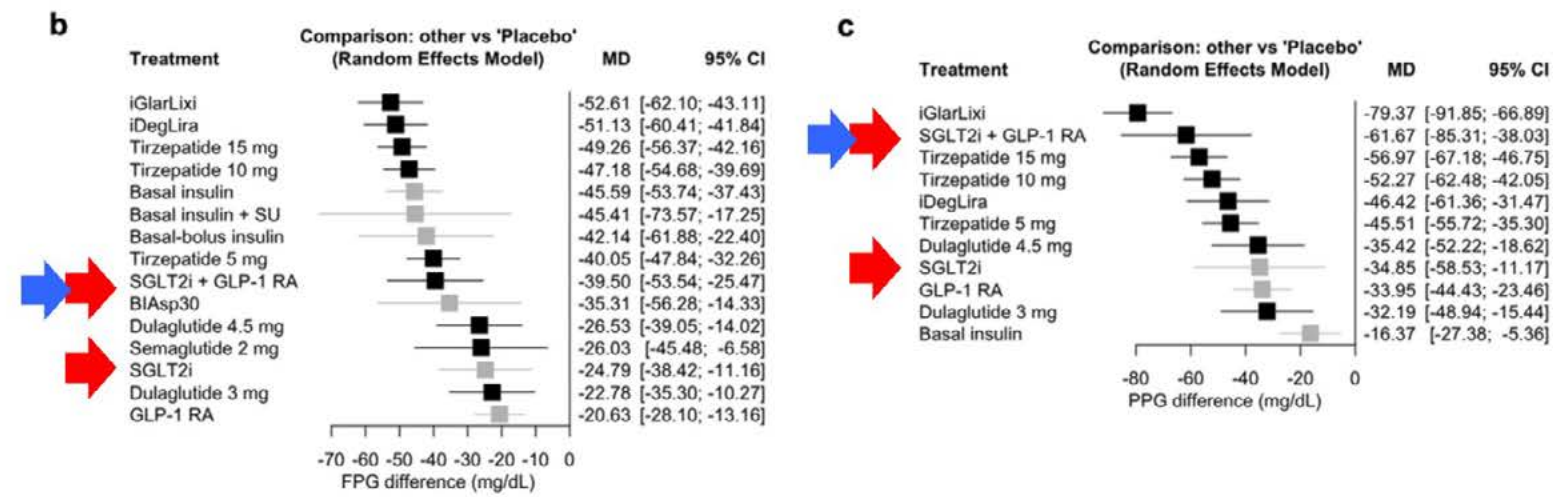 b
Comparison: other vs 'Placebo'
Treatment (Random Effects Model) MD 95% CI
iGlarLixi -52.61 [-62.10; -43.11]
iDegLira -51.13 [-60.41; -41.84]
Tirzepatide 15 mg -49.26 [-56.37; -42.16]
Tirzepatide 10 mg -47.18 [-54.68; -39.69]
Basal insulin -45.59 [-53.74; -37.43]
Basal insulin + SU -45.41 [-73.57; -17.25]
Basal-bolus insulin -42.14 [-61.88; -22.40]
Tirzepatide 5 mg -40.05 [-47.84; -32.26]
SGLT2i + GLP-1 RA -39.50 [-53.54; -25.47]
BIAsp30 -35.31 [-56.28; -14.33]
Dulaglutide 4.5 mg -26.53 [-39.05; -14.02]
Semaglutide 2 mg -26.03 [-45.48; -6.58]
SGLT2i -24.79 [-38.42; -11.16]
Dulaglutide 3 mg -22.78 [-35.30; -10.27]
GLP-1 RA -20.63 [-28.10; -13.16]
-70 -60 -50 -40 -30 -20 -10 0
FPG difference (mg/dL)
c
Comparison: other vs 'Placebo'
Treatment (Random Effects Model) MD 95% CI
iGlarLixi -79.37 [-91.85; -66.89]
SGLT2i + GLP-1 RA -61.67 [-85.31; -38.03]
Tirzepatide 15 mg -56.97 [-67.18; -46.75]
Tirzepatide 10 mg -52.27 [-62.48; -42.05]
iDegLira -46.42 [-61.36; -31.47]
Tirzepatide 5 mg -45.51 [-55.72; -35.30]
Dulaglutide 4.5 mg -35.42 [-52.22; -18.62]
SGLT2i -34.85 [-58.53; -11.17]
GLP-1 RA -33.95 [-44.43; -23.46]
Dulaglutide 3 mg -32.19 [-48.94; -15.44]
Basal insulin -16.37 [-27.38; -5.36]
-80 -60 -40 -20 0
PPG difference (mg/dL)